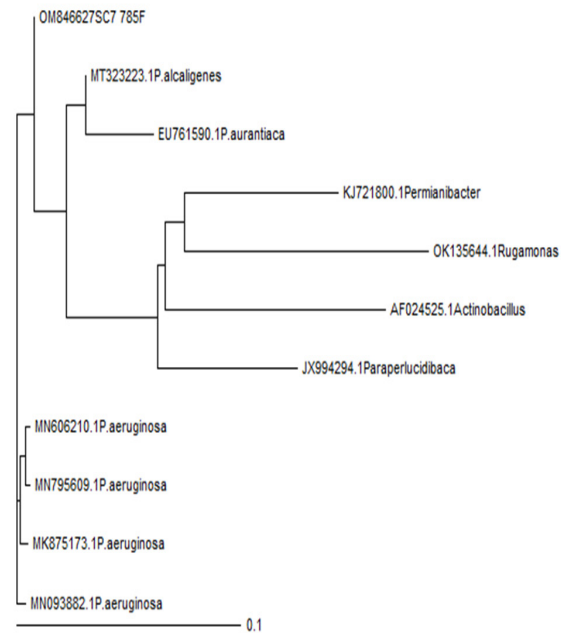 OM846627SC7 785F
MT323223.1P.alcaligenes
EU761590.1P.aurantiaca
KJ721800.1Permianibacter
OK135644.1Rugamonas
AF024525.1Actinobacillus
JX994294.1Paraperlucidibaca
MN606210.1P.aeruginosa
MN795609.1P.aeruginosa
MK875173.1P.aeruginosa
MN093882.1P.aeruginosa
0.1